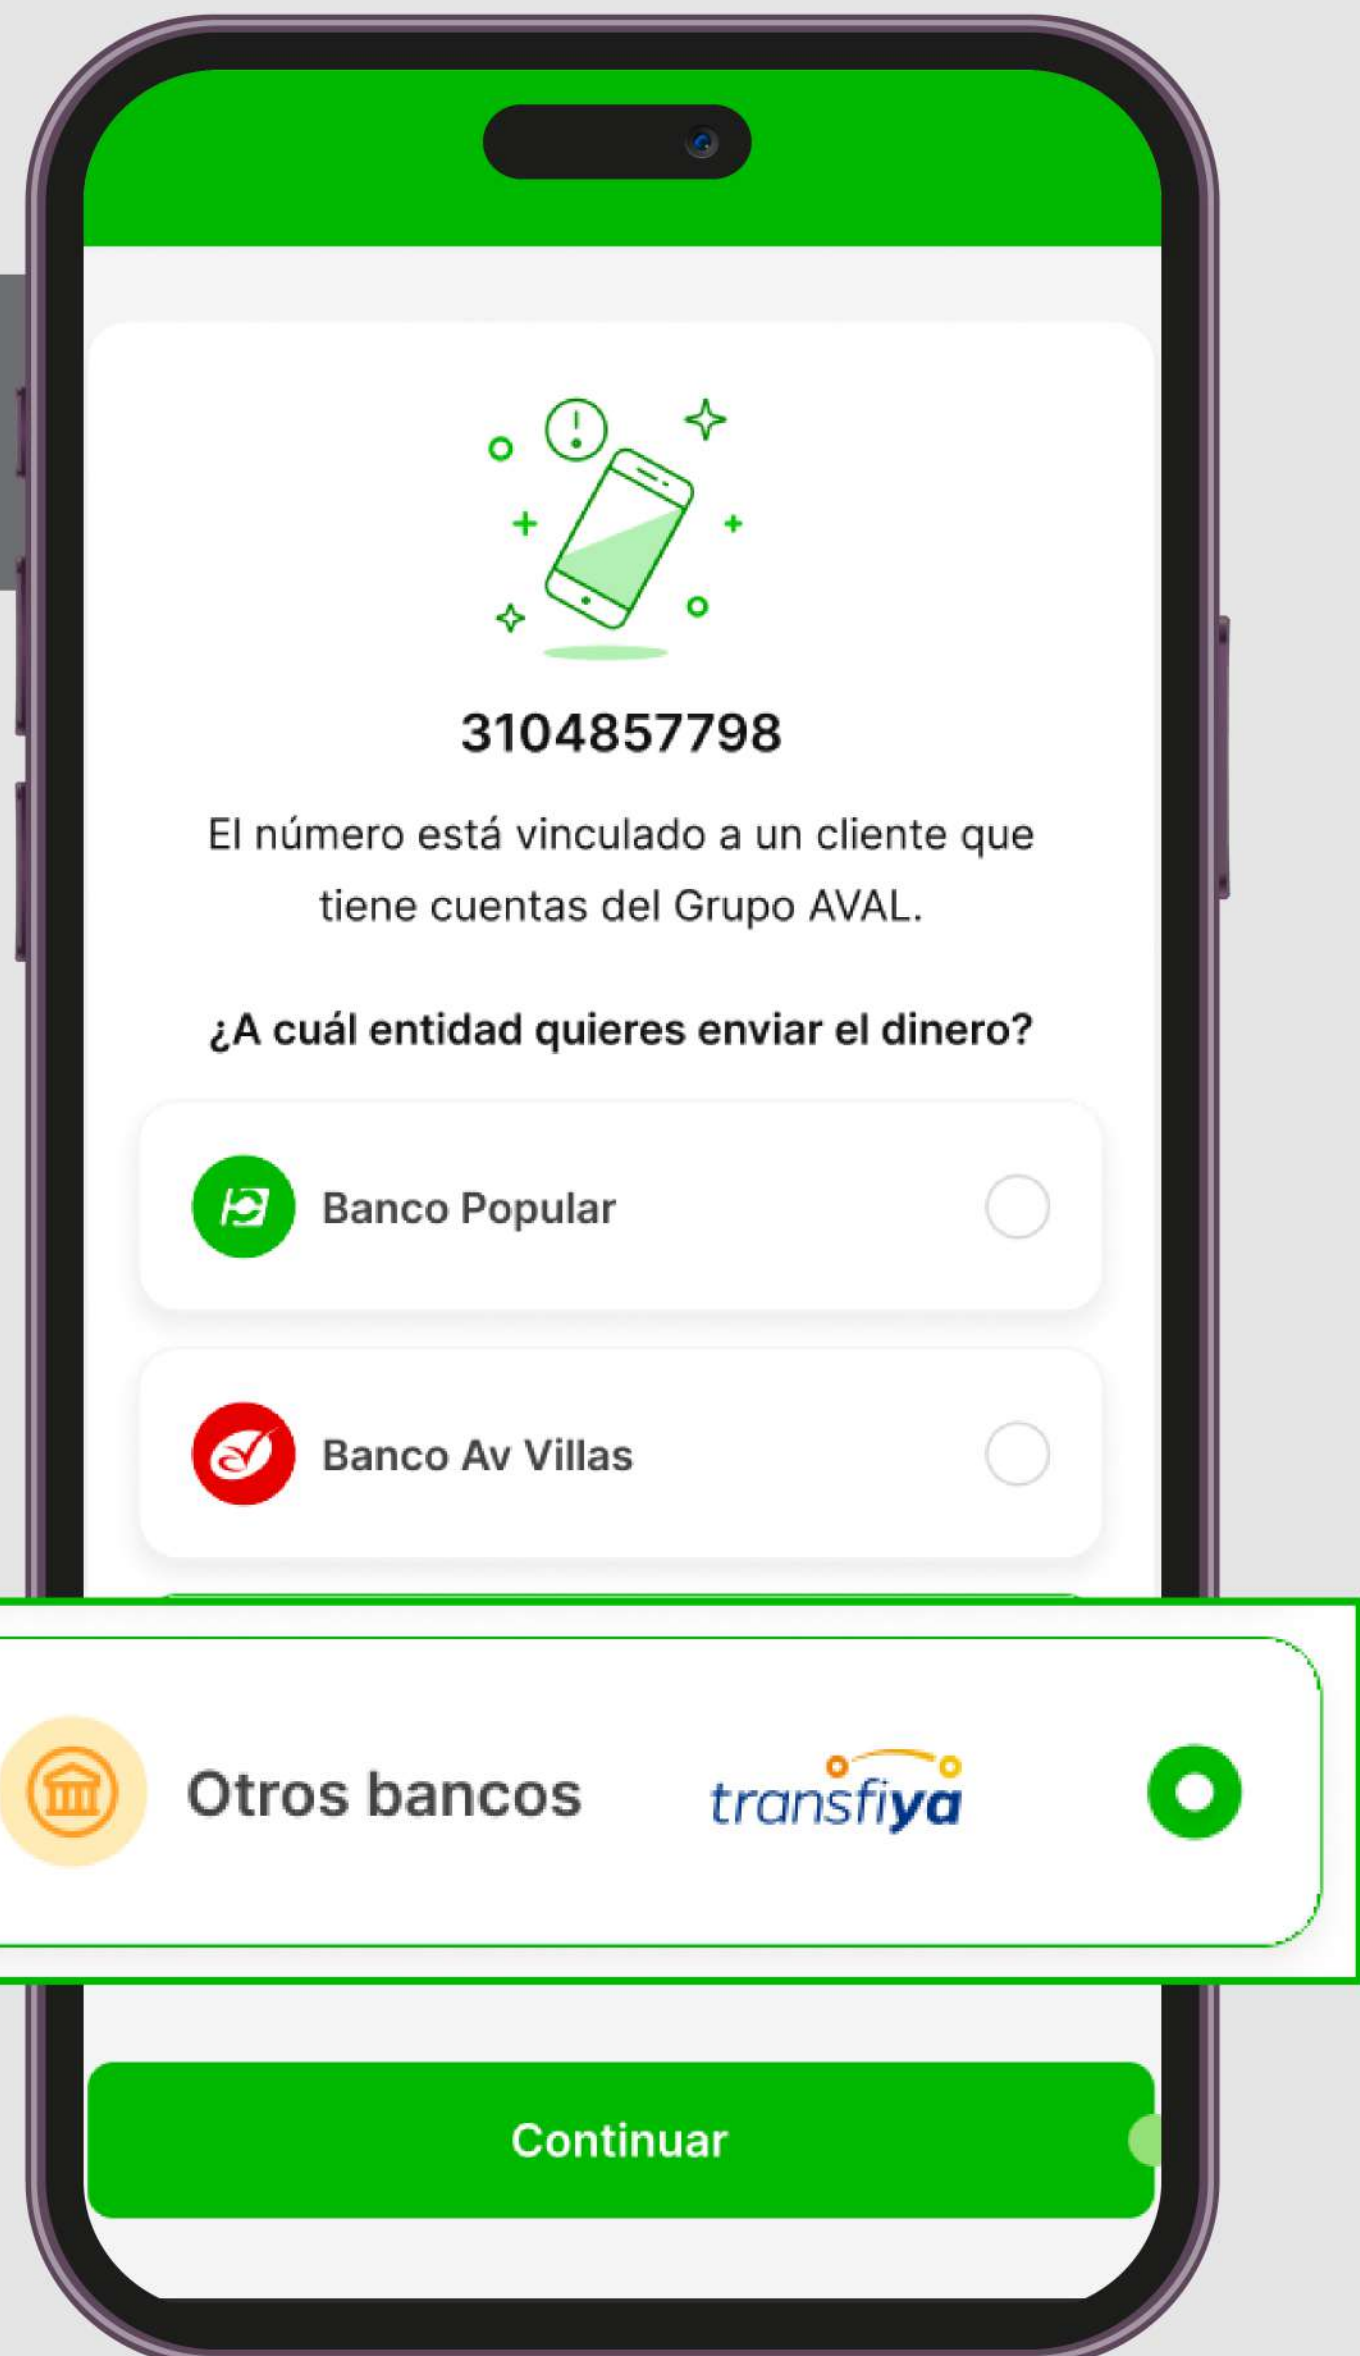 3104857798
El número está vinculado a un cliente que
tiene cuentas del Grupo AVAL.
¿A cuál entidad quieres enviar el dinero?
Banco Popular
Banco Av Villas
Otros bancos transfiya
Continuar